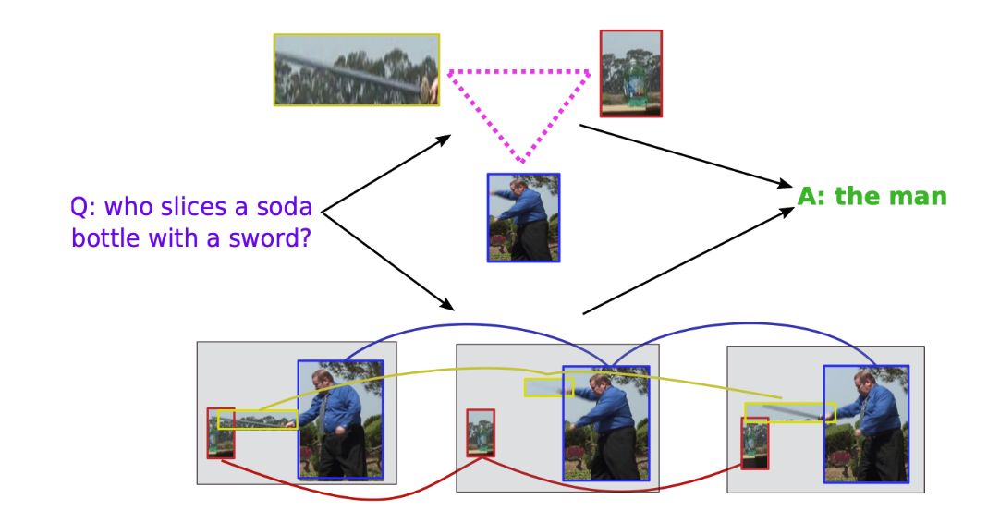 Q: who slices a soda
bottle with a sword?
A: the man